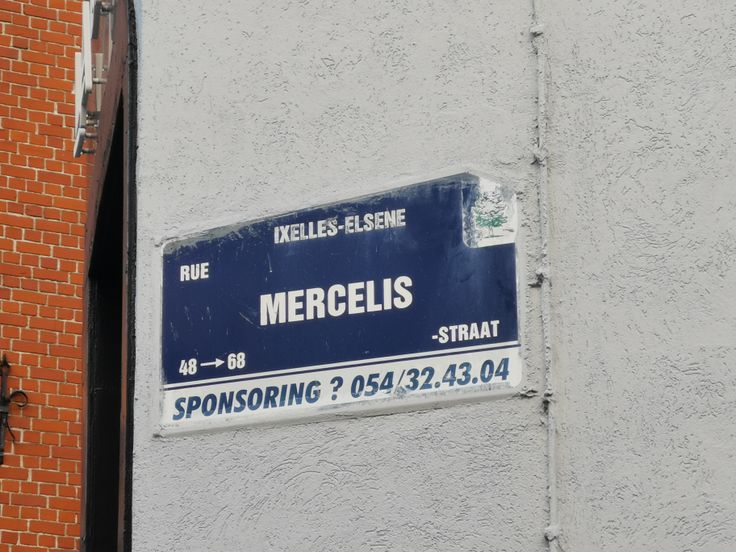 IXELLES-ELSENE
RUE
MERCELIS
-STRAAT
48 → 68
SPONSORING ? 054/32.43.04